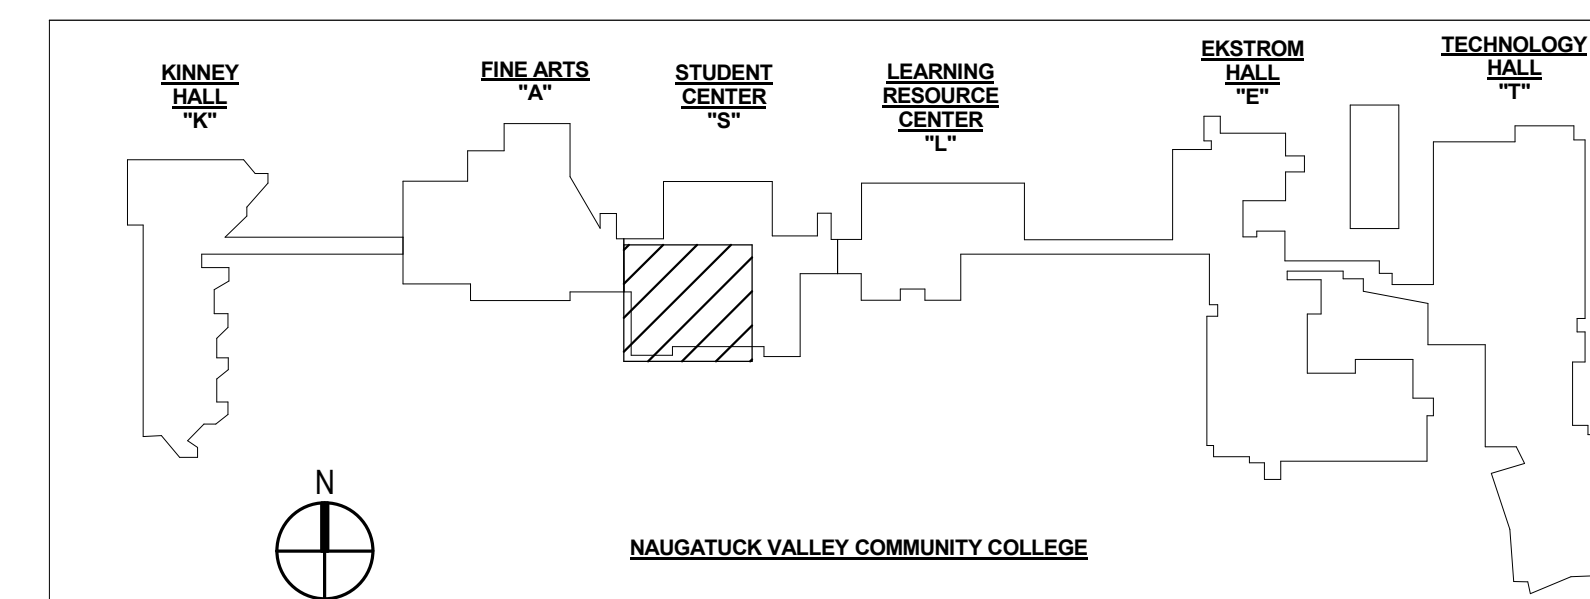 KINNEY
HALL
"K"
FINE ARTS
"A"
STUDENT
CENTER
"S"
LEARNING
RESOURCE
CENTER
"L"
EKSTROM
HALL
"E"
TECHNOLOGY
HALL
"T"
N
NAUGATUCK VALLEY COMMUNITY COLLEGE